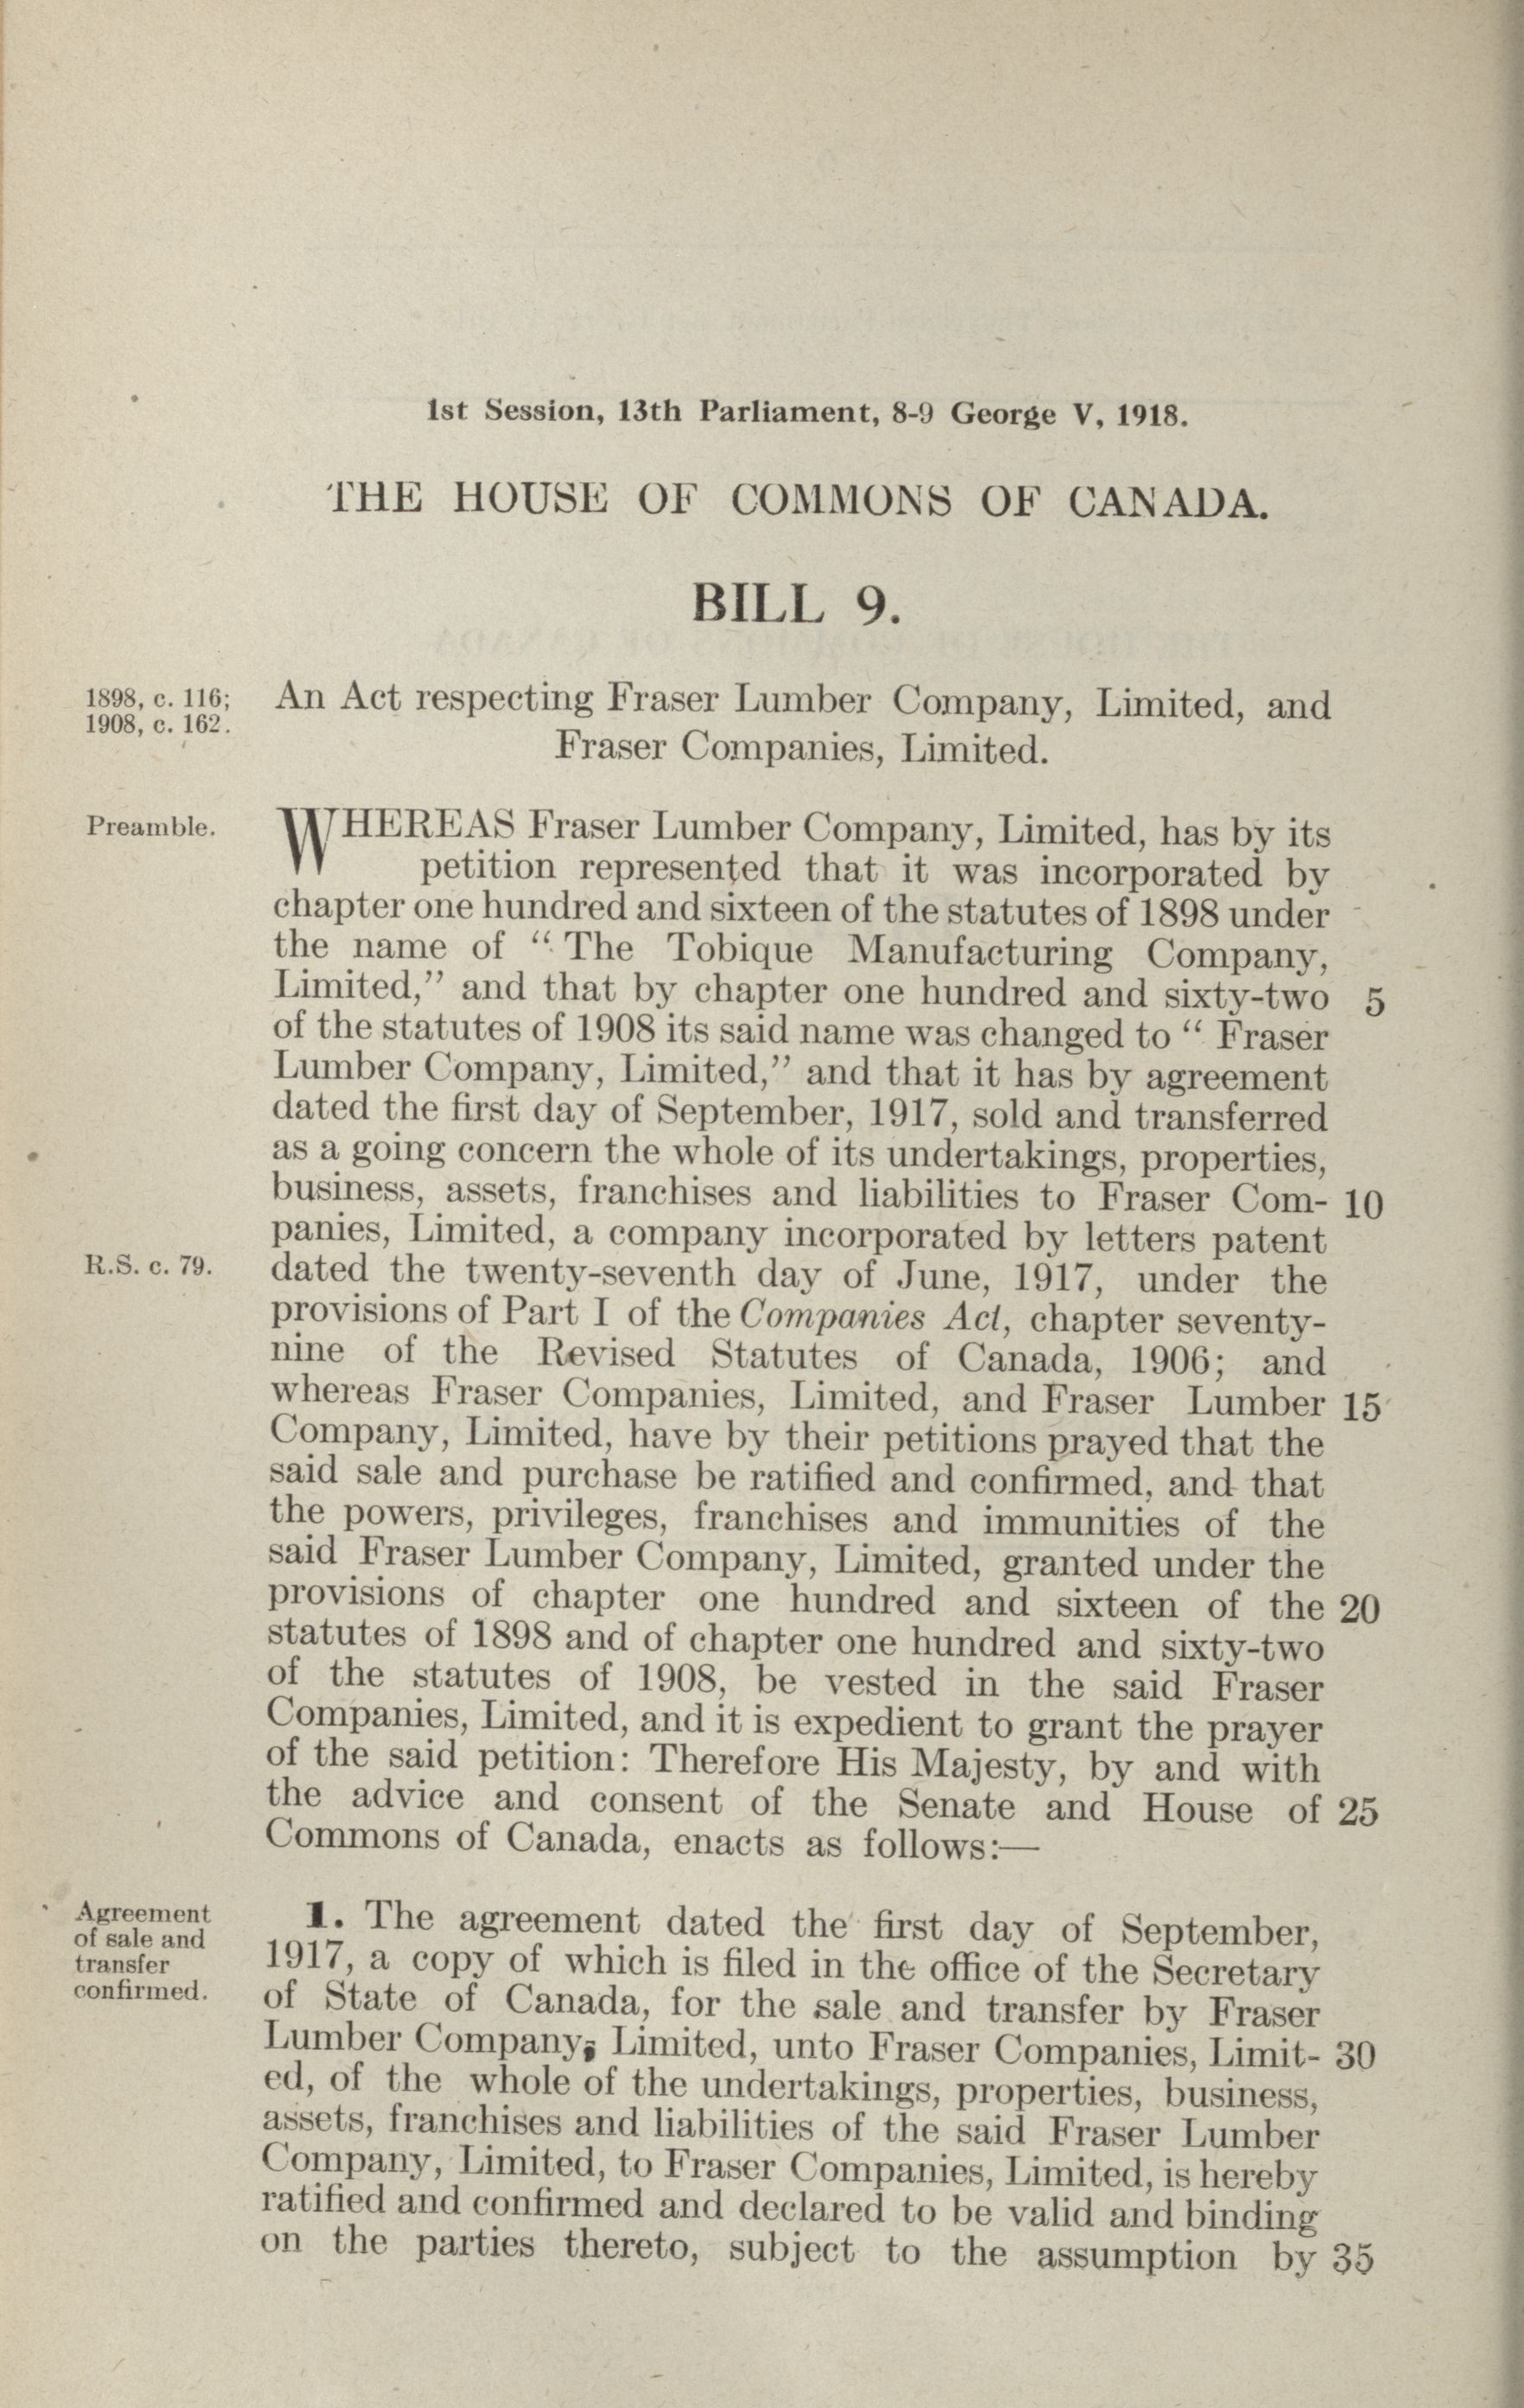 1st Session, 13th Parliament, 8-9 George V, 1918.
THE HOUSE OF COMMONS OF CANADA.
BILL 9.
1898, c. 116;
1908, c. 162.
An Act respecting Fraser Lumber Company, Limited, and
Fraser Companies, Limited.
Preamble.
WHEREAS Fraser Lumber Company, Limited, has by its
petition represented that it was incorporated by
chapter one hundred and sixteen of the statutes of 1898 under
the name of “ The Tobique Manufacturing Company,
Limited,” and that by chapter one hundred and sixty-two 5
of the statutes of 1908 its said name was changed to “ Fraser
Lumber Company, Limited,” and that it has by agreement
dated the first day of September, 1917, sold and transferred
as a going concern the whole of its undertakings, properties,
business, assets, franchises and liabilities to Fraser Com- 10
panies, Limited, a company incorporated by letters patent
R.S. c. 79.
dated the twenty-seventh day of June, 1917, under the
provisions of Part I of the Companies Act, chapter seventy-
nine of the Revised Statutes of Canada, 1906; and
whereas Fraser Companies, Limited, and Fraser Lumber 15
Company, Limited, have by their petitions prayed that the
said sale and purchase be ratified and confirmed, and that
the powers, privileges, franchises and immunities of the
said Fraser Lumber Company, Limited, granted under the
provisions of chapter one hundred and sixteen of the 20
statutes of 1898 and of chapter one hundred and sixty-two
of the statutes of 1908, be vested in the said Fraser
Companies, Limited, and it is expedient to grant the prayer
of the said petition: Therefore His Majesty, by and with
the advice and consent of the Senate and House of 25
Commons of Canada, enacts as follows:—
Agreement
of sale and
transfer
confirmed.
1. The agreement dated the first day of September,
1917, a copy of which is filed in the office of the Secretary
of State of Canada, for the sale and transfer by Fraser
Lumber Company, Limited, unto Fraser Companies, Limit- 30
ed, of the whole of the undertakings, properties, business,
assets, franchises and liabilities of the said Fraser Lumber
Company, Limited, to Fraser Companies, Limited, is hereby
ratified and confirmed and declared to be valid and binding
on the parties thereto, subject to the assumption by 35